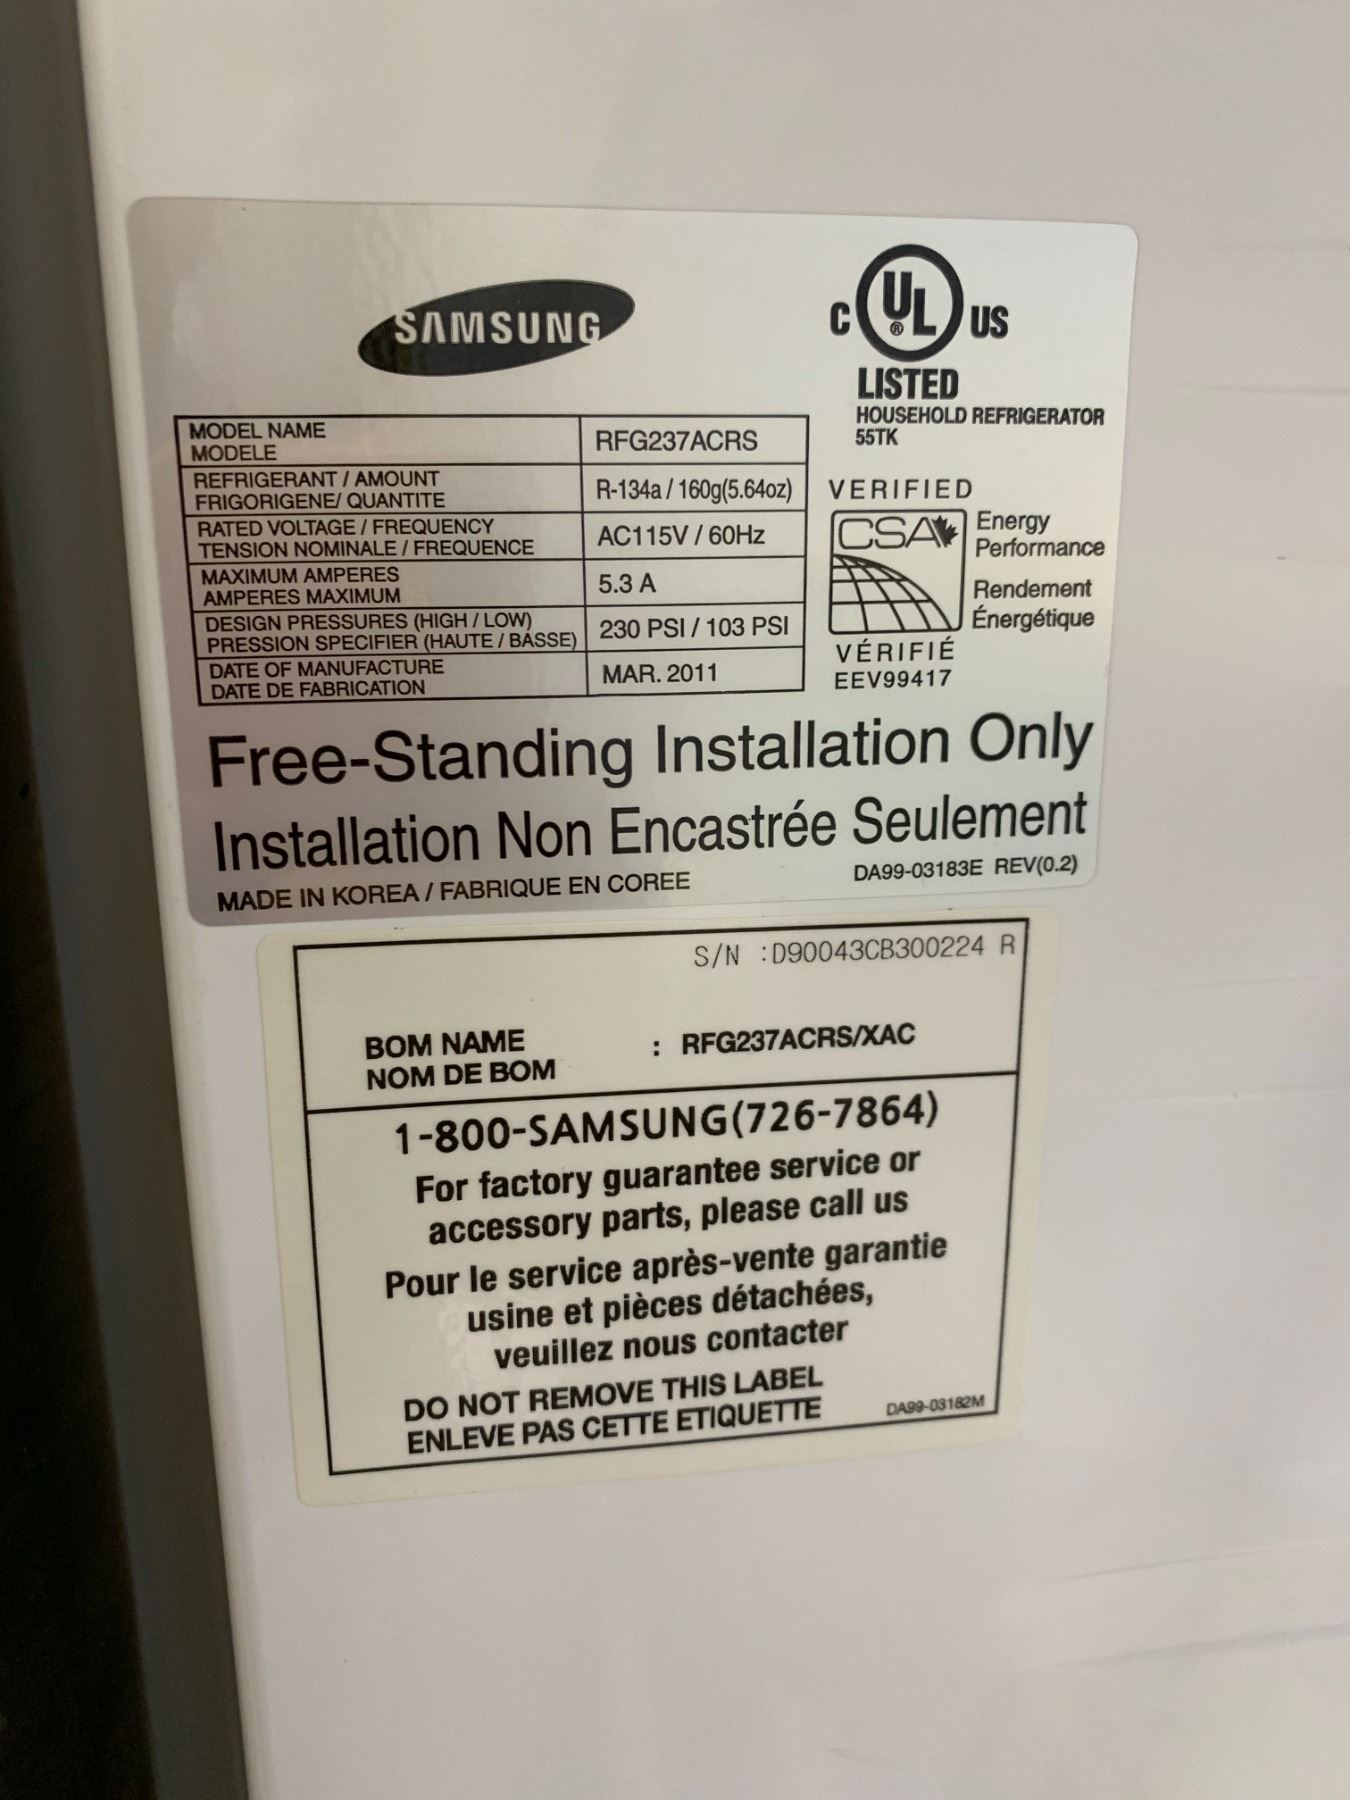 SAMSUNG
C UL ® US
LISTED
HOUSEHOLD REFRIGERATOR
55TK
MODEL NAME
MODELE
RFG237ACRS
REFRIGERANT / AMOUNT
FRIGORIGENE/ QUANTITE
R-134a / 160g(5.64oz)
RATED VOLTAGE / FREQUENCY
TENSION NOMINALE / FREQUENCE
AC115V / 60Hz
MAXIMUM AMPERES
AMPERES MAXIMUM
5.3 A
DESIGN PRESSURES (HIGH / LOW)
PRESSION SPECIFIER (HAUTE / BASSE)
230 PSI / 103 PSI
DATE OF MANUFACTURE
DATE DE FABRICATION
MAR. 2011
VERIFIED
CSA
Energy
Performance
Rendement
Énergétique
VÉRIFIÉ
EEV99417
Free-Standing Installation Only
Installation Non Encastrée Seulement
MADE IN KOREA / FABRIQUE EN COREE
DA99-03183E REV(0.2)
S/N :D90043CB300224 R
BOM NAME
NOM DE BOM
: RFG237ACRS/XAC
1-800-SAMSUNG(726-7864)
For factory guarantee service or
accessory parts, please call us
Pour le service après-vente garantie
usine et pièces détachées,
veuillez nous contacter
DO NOT REMOVE THIS LABEL
ENLEVE PAS CETTE ETIQUETTE
DA99-03182M